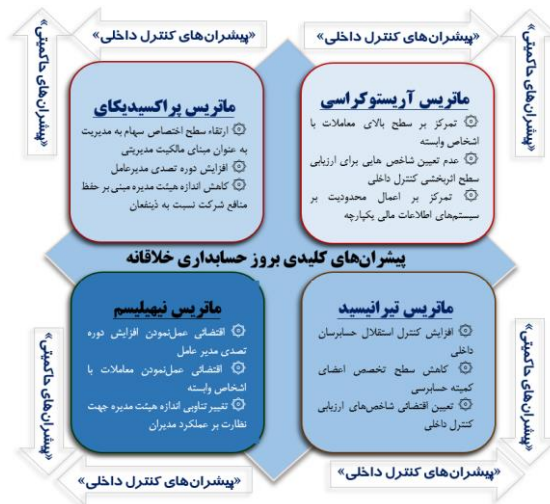 «پیشران‌های کنترل داخلی»
«پیشران‌های کنترل داخلی»
«پیشران‌های حاکمیتی»
«پیشران‌های حاکمیتی»
ماتریس آریستوکراسی
تمرکز بر سطح بالای معاملات با
اشخاص وابسته
عدم تعیین شاخص هایی برای ارزیابی
سطح اثربخشی کنترل داخلی
تمرکز بر اعمال محدودیت بر
سیستم‌های اطلاعات مالی یکپارچه
ماتریس پراکسیدیکای
ارتقاء سطح اختصاص سهام به مدیریت
به عنوان مبنای مالکیت مدیریتی
افزایش دوره تصدی مدیرعامل
کاهش اندازه هیئت مدیره مبنی بر حفظ
منافع شرکت نسبت به ذینفعان
پیشران‌های کلیدی بروز حسابداری خلاقانه
ماتریس تیرانیسید
افزایش کنترل استقلال حسابرسان
داخلی
کاهش سطح تخصص اعضای
کمیته حسابرسی
تعیین اقتضائی شاخص‌های ارزیابی
کنترل داخلی
ماتریس نیهیلیسم
اقتضائی عمل‌نمودن افزایش دوره
تصدی مدیر عامل
اقتضائی عمل‌نمودن معاملات با
اشخاص وابسته
تغییر تناوبی اندازه هیئت مدیره جهت
نظارت بر عملکرد مدیران
«پیشران‌های حاکمیتی»
«پیشران‌های حاکمیتی»
«پیشران‌های کنترل داخلی»
«پیشران‌های کنترل داخلی»